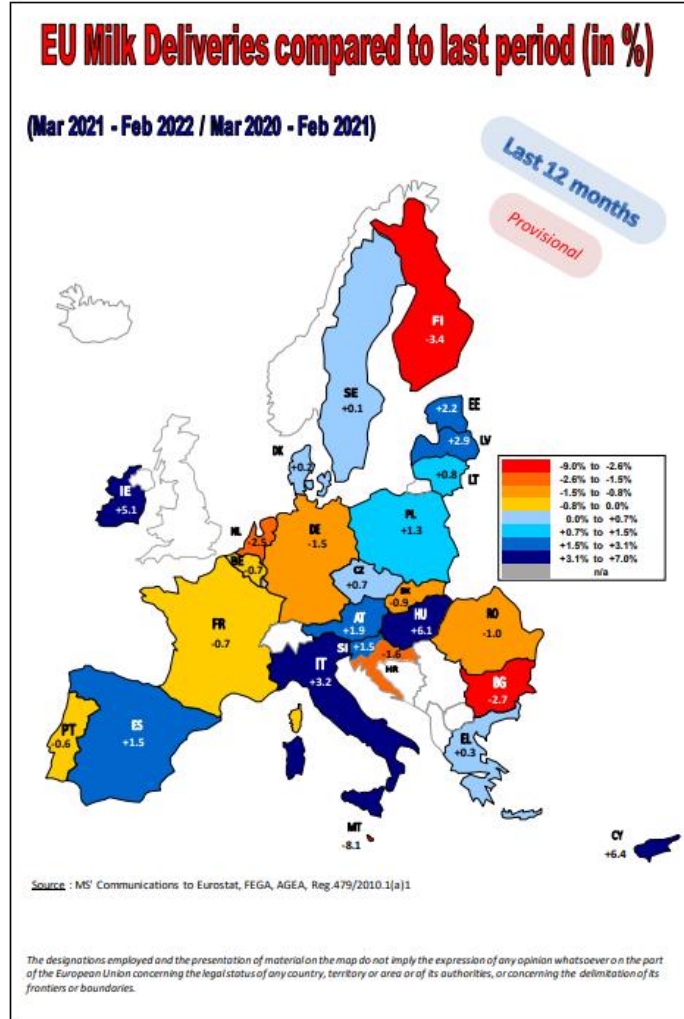 EU Milk Deliveries compared to last period (in %)
(Mar 2021 - Feb 2022 / Mar 2020 - Feb 2021)
Last 12 months
Provisional
FI
-3.4
SE
+0.1
EE
+2.2
LV
+2.9
DK
+0.2
LT
+0.8
IE
+5.1
NL
-2.5
DE
-1.5
PL
+1.3
BE
-0.7
CZ
+0.7
SK
-0.9
FR
-0.7
AT
+1.9
HU
+6.1
RO
-1.0
SI
+1.5
-1.6
HR
IT
+3.2
BG
-2.7
PT
-0.6
ES
+1.5
EL
+0.3
MT
-8.1
CY
+6.4
-9.0% to -2.6%
-2.6% to -1.5%
-1.5% to -0.8%
-0.8% to 0.0%
0.0% to +0.7%
+0.7% to +1.5%
+1.5% to +3.1%
+3.1% to +7.0%
n/a
Source : MS' Communications to Eurostat, FEGA, AGEA, Reg.479/2010.1(a)1
The designations employed and the presentation of material on the map do not imply the expression of any opinion whatsoever on the part
of the European Union concerning the legal status of any country, territory or area or of its authorities, or concerning the delimitation of its
frontiers or boundaries.